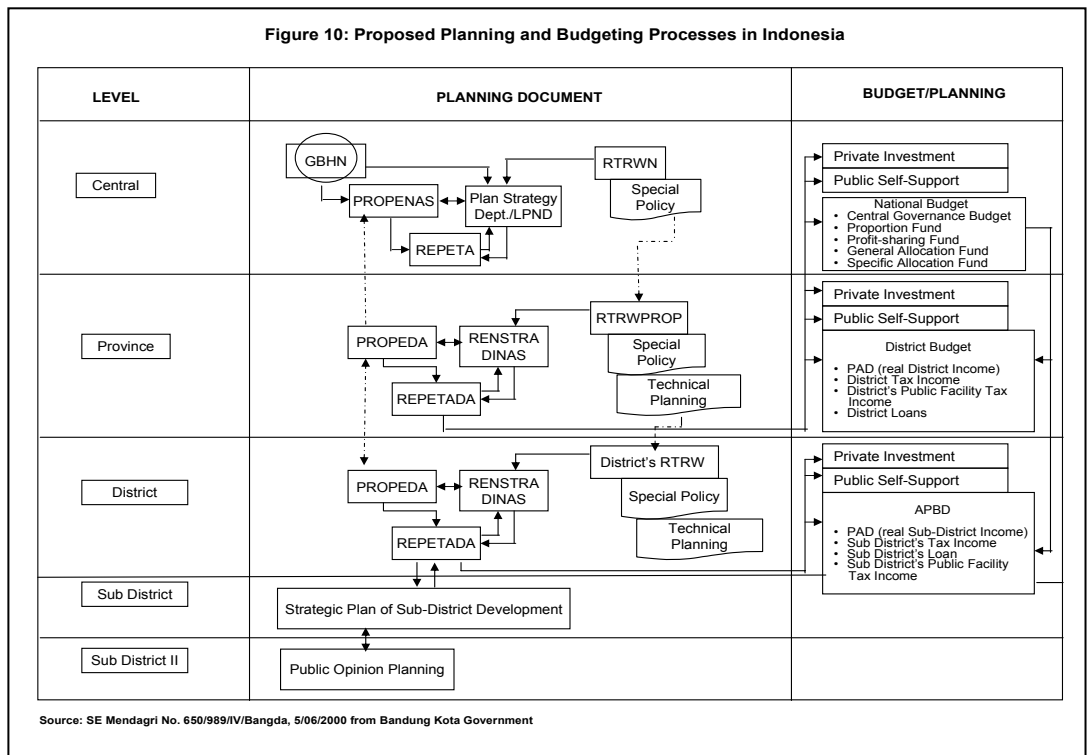 Figure 10: Proposed Planning and Budgeting Processes in Indonesia
LEVEL
PLANNING DOCUMENT
BUDGET/PLANNING
Central
GBHN
PROPENAS
REPETA
Plan Strategy
Dept./LPND
RTRWN
Special
Policy
Private Investment
Public Self-Support
National Budget
• Central Governance Budget
• Proportion Fund
• Profit-sharing Fund
• General Allocation Fund
• Specific Allocation Fund
Province
PROPEDA
RENSTRA
DINAS
REPETADA
RTRWPROP
Special
Policy
Technical
Planning
Private Investment
Public Self-Support
District Budget
• PAD (real District Income)
• District Tax Income
• District's Public Facility Tax
Income
• District Loans
District
PROPEDA
RENSTRA
DINAS
REPETADA
District's RTRW
Special Policy
Technical
Planning
Private Investment
Public Self-Support
APBD
• PAD (real Sub-District Income)
• Sub District's Tax Income
• Sub District's Loan
• Sub District's Public Facility
Tax Income
Sub District
Strategic Plan of Sub-District Development
Sub District II
Public Opinion Planning
Source: SE Mendagri No. 650/989/IV/Bangda, 5/06/2000 from Bandung Kota Government